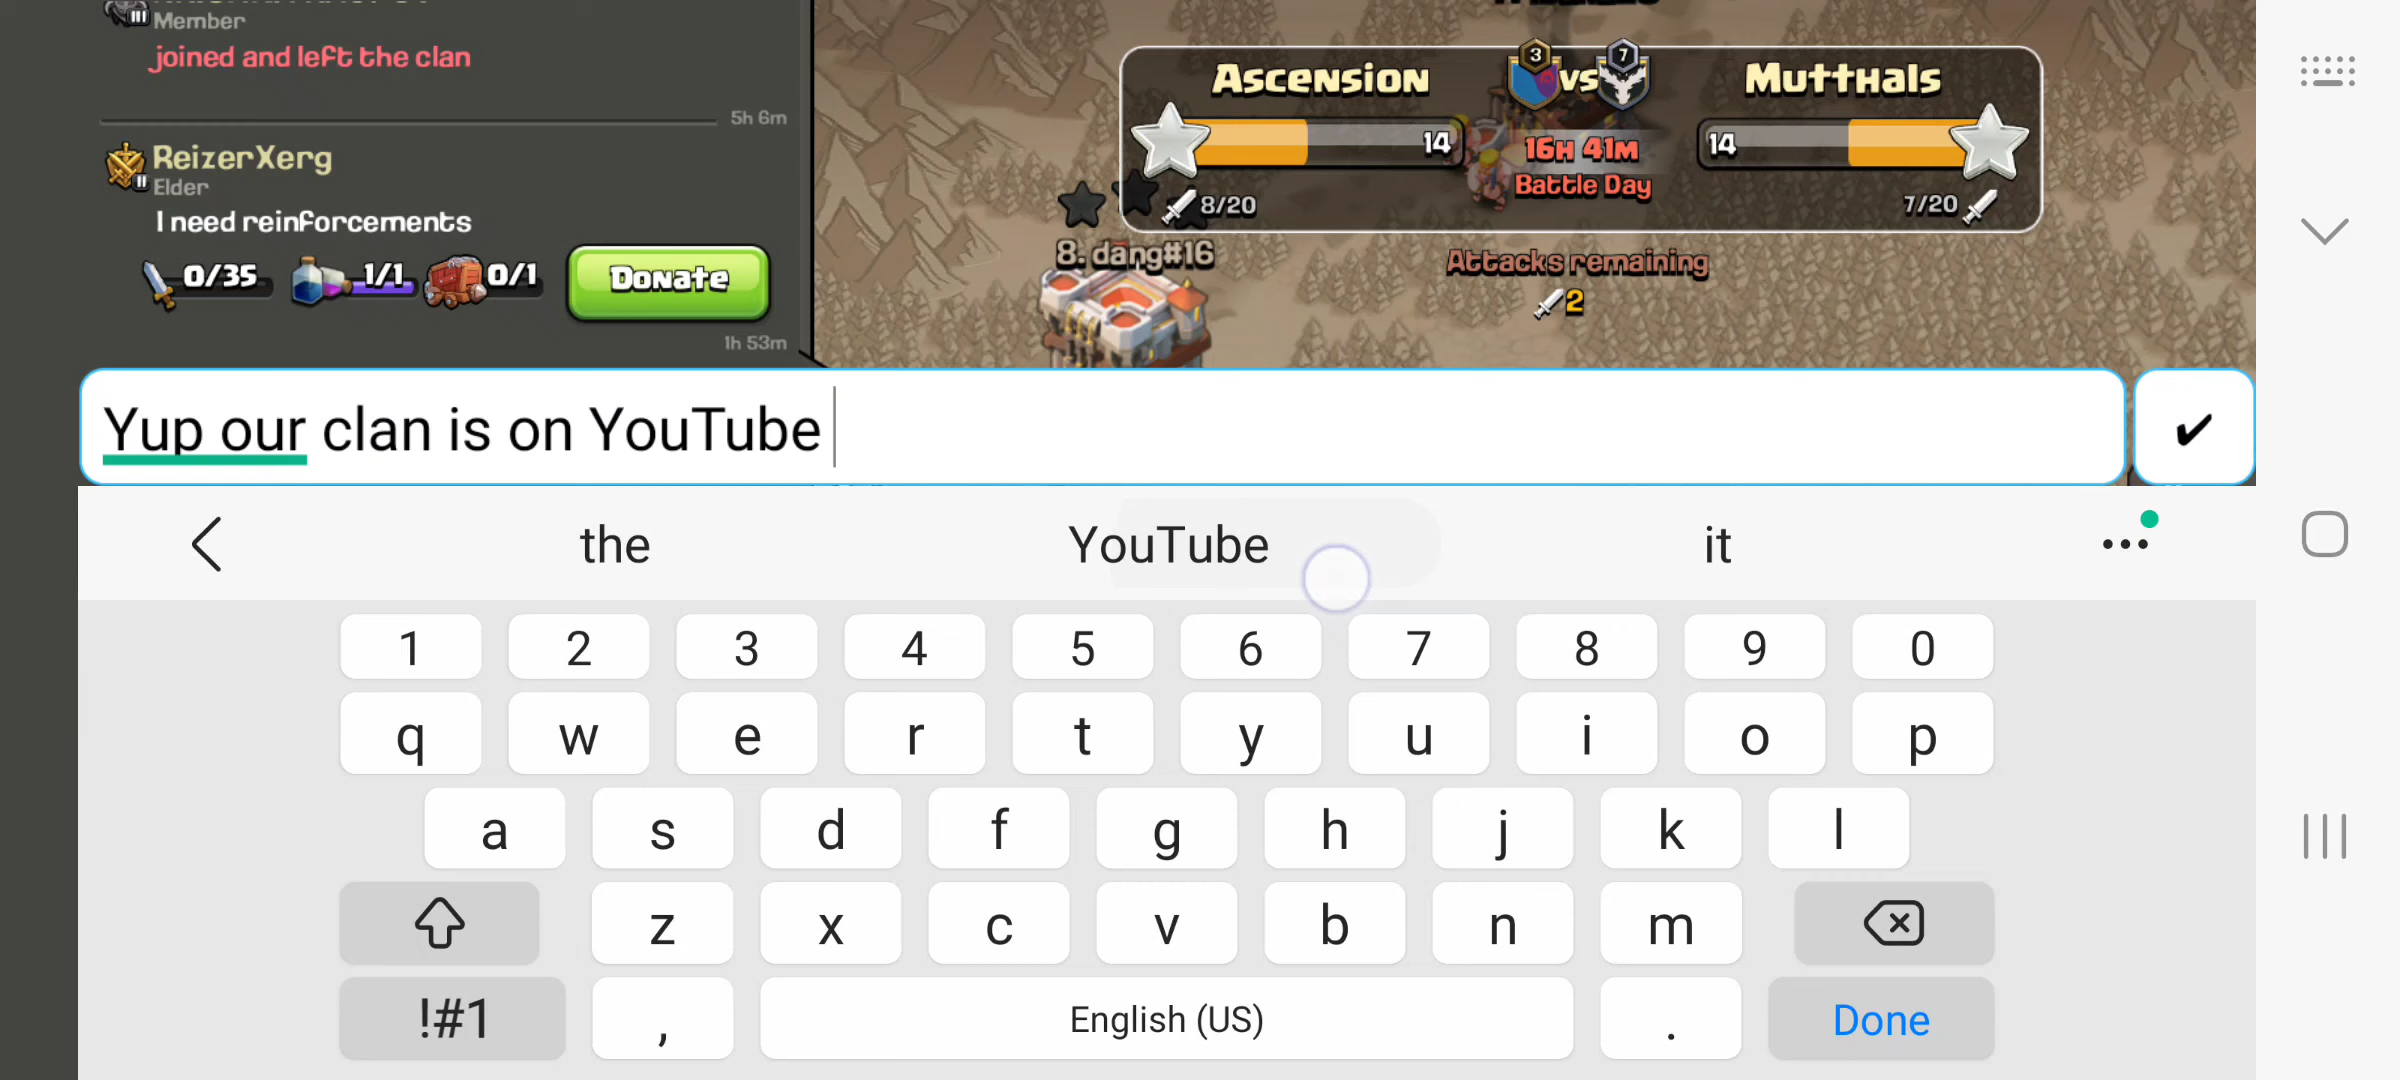 Member
joined and left the clan
5h 6m
ReizerXerg
II
Elder
I need reinforcements
0/35
1/1
0/1
Donate
1h 53m
Ascension
3
vs
7
Mutthals
14
16H 41M
14
Battle Day
8/20
7/20
8. dāng#16
Attacks remaining
2
Yup our clan is on YouTube
✔
the
YouTube
it
1 2 3 4 5 6 7 8 9 0
q w e r t y u i o p
a s d f g h j k l
z x c v b n m
!#1 , English (US) . Done